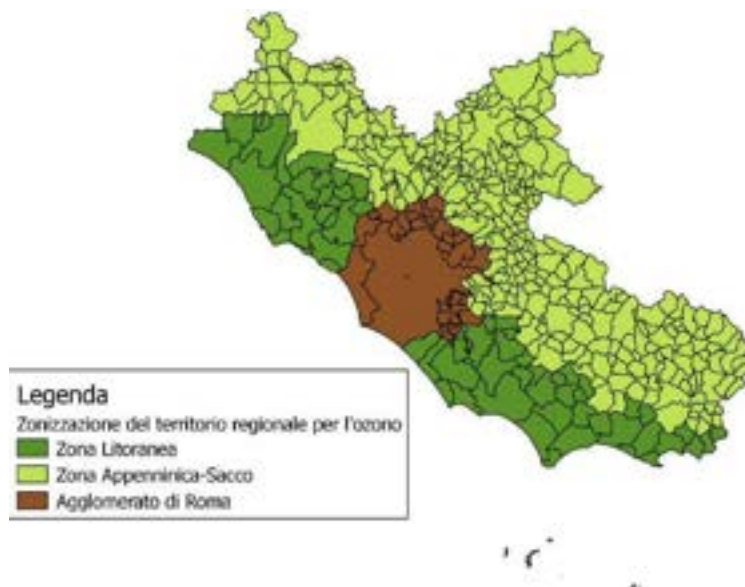 Legenda
Zonizzazione del territorio regionale per l'ozono
Zona Litoranea
Zona Appenninica-Sacco
Agglomerato di Roma